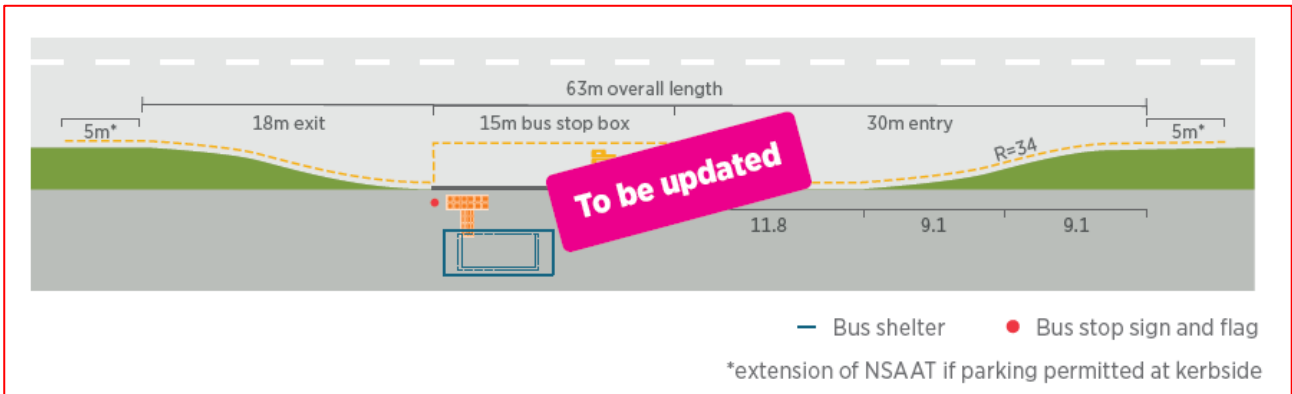 63m overall length
5m*
18m exit
15m bus stop box
30m entry
5m*
R=34
To be updated
11.8
9.1
9.1
Bus shelter
Bus stop sign and flag
*extension of NSAAT if parking permitted at kerbside